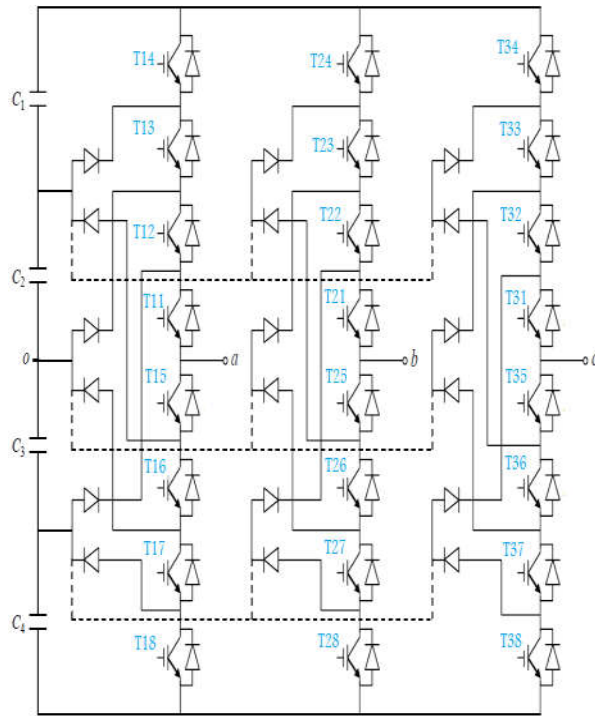 T14 T24 T34
C1
T13 T23 T33
T12 T22 T32
C2
T11 T21 T31
o a b c
T15 T25 T35
C3
T16 T26 T36
T17 T27 T37
C4
T18 T28 T38